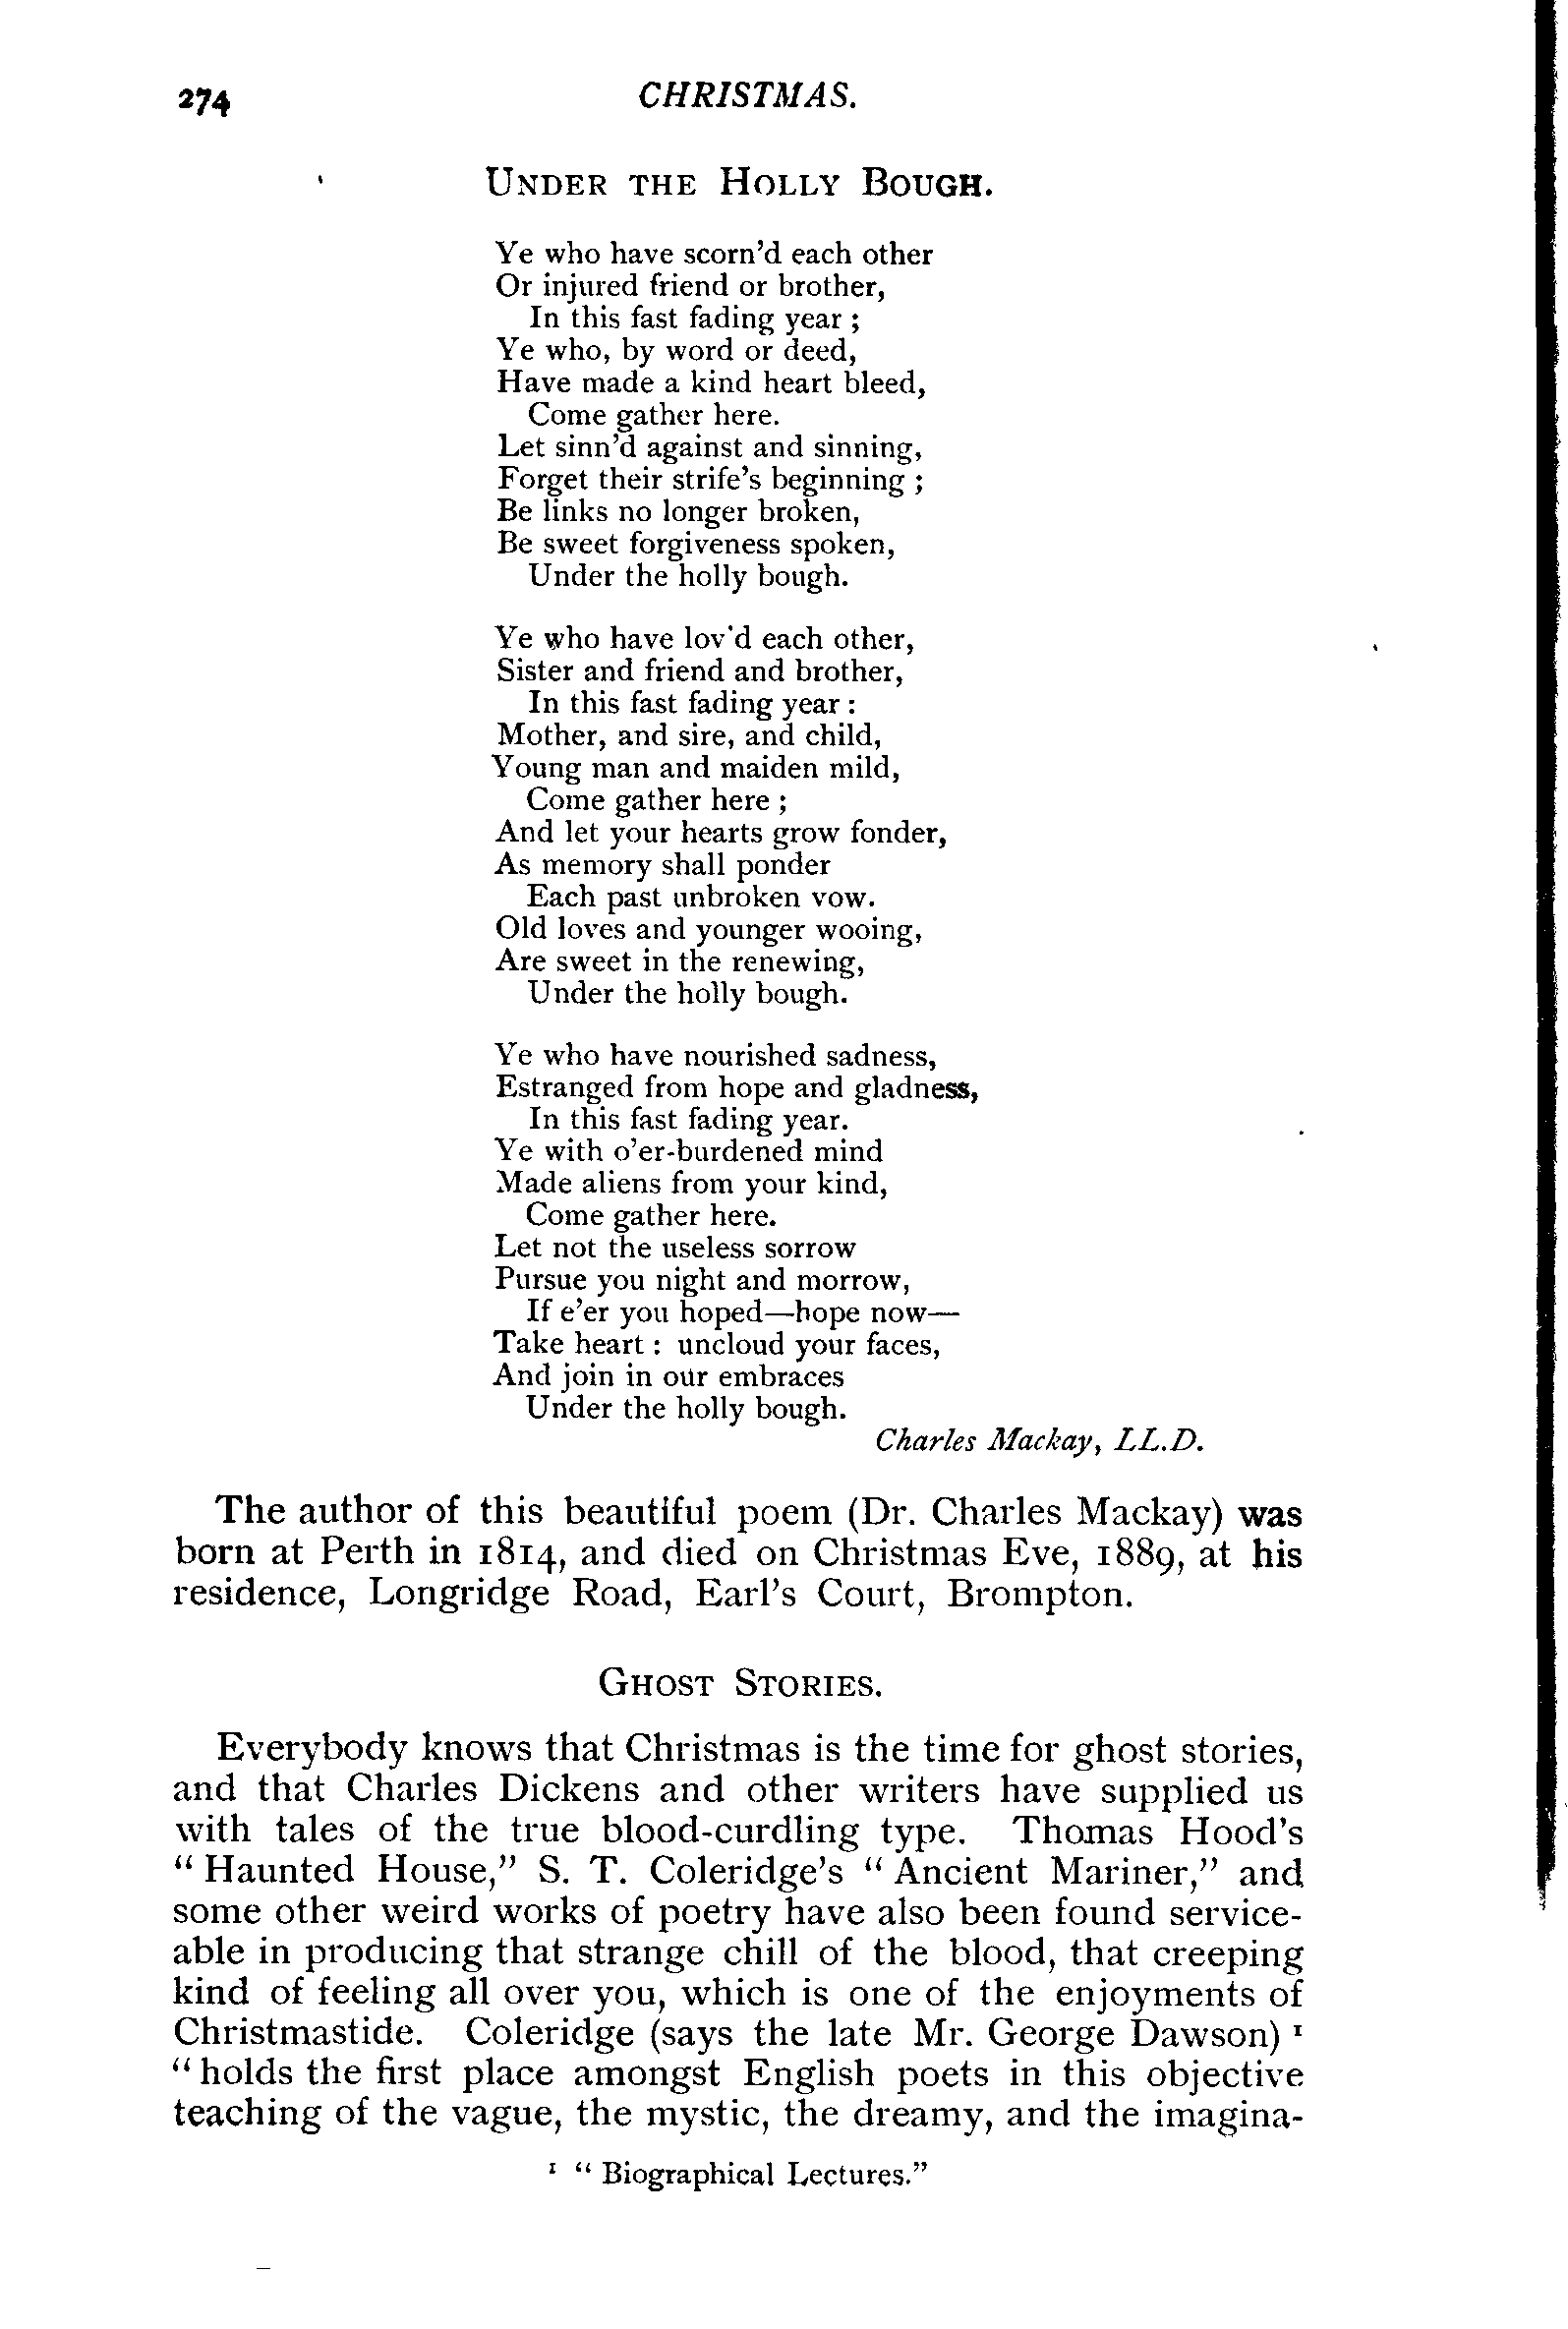 274 CHRISTMAS.
UNDER THE HOLLY BOUGH.
Ye who have scorn'd each other
Or injured friend or brother,
In this fast fading year ;
Ye who, by word or deed,
Have made a kind heart bleed,
Come gather here.
Let sinn'd against and sinning,
Forget their strife's beginning ;
Be links no longer broken,
Be sweet forgiveness spoken,
Under the holly bough.
Ye who have lov'd each other,
Sister and friend and brother,
In this fast fading year :
Mother, and sire, and child,
Young man and maiden mild,
Come gather here ;
And let your hearts grow fonder,
As memory shall ponder
Each past unbroken vow.
Old loves and younger wooing,
Are sweet in the renewing,
Under the holly bough.
Ye who have nourished sadness,
Estranged from hope and gladness,
In this fast fading year.
Ye with o'er-burdened mind
Made aliens from your kind,
Come gather here.
Let not the useless sorrow
Pursue you night and morrow,
If e'er you hoped—hope now—
Take heart : uncloud your faces,
And join in our embraces
Under the holly bough.
Charles Mackay, LL.D.
The author of this beautiful poem (Dr. Charles Mackay) was
born at Perth in 1814, and died on Christmas Eve, 1889, at his
residence, Longridge Road, Earl's Court, Brompton.
GHOST STORIES.
Everybody knows that Christmas is the time for ghost stories,
and that Charles Dickens and other writers have supplied us
with tales of the true blood-curdling type. Thomas Hood's
“ Haunted House,” S. T. Coleridge's “ Ancient Mariner,” and
some other weird works of poetry have also been found service-
able in producing that strange chill of the blood, that creeping
kind of feeling all over you, which is one of the enjoyments of
Christmastide. Coleridge (says the late Mr. George Dawson) ¹
“ holds the first place amongst English poets in this objective
teaching of the vague, the mystic, the dreamy, and the imagina-
¹ “ Biographical Lectures.”